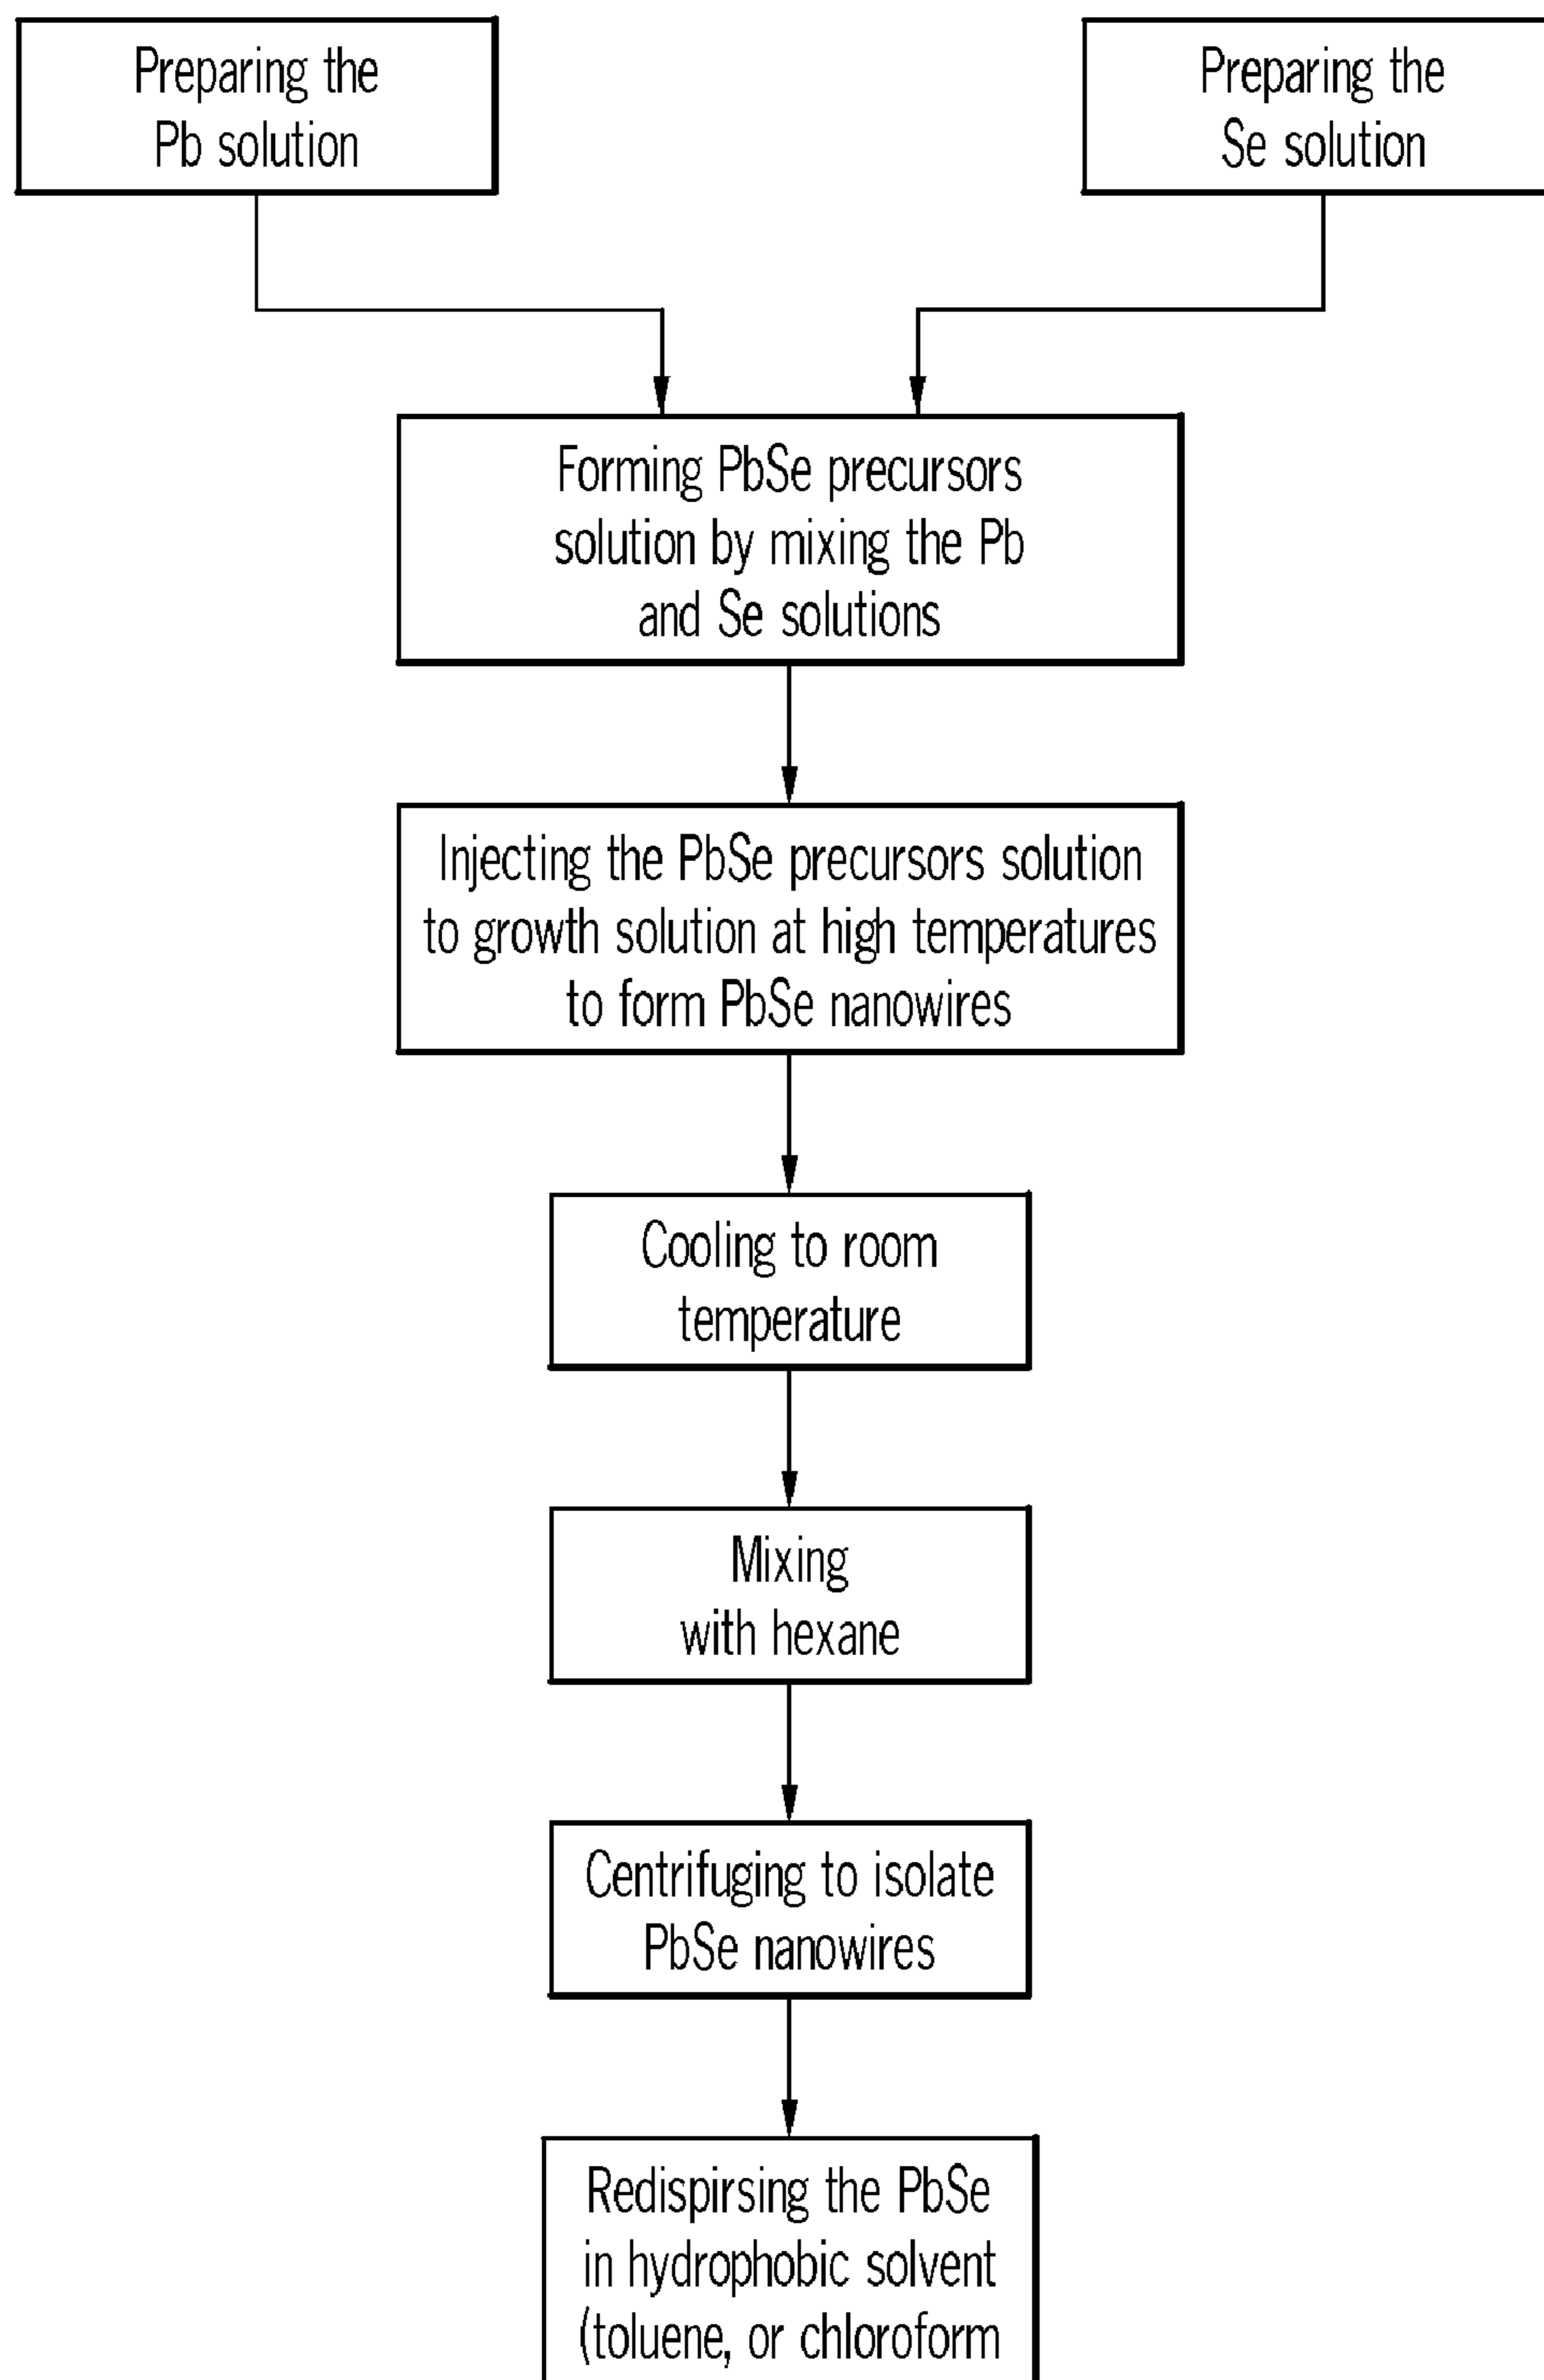 Preparing the
Pb solution
Preparing the
Se solution
Forming PbSe precursors
solution by mixing the Pb
and Se solutions
Injecting the PbSe precursors solution
to growth solution at high temperatures
to form PbSe nanowires
Cooling to room
temperature
Mixing
with hexane
Centrifuging to isolate
PbSe nanowires
Redispirsing the PbSe
in hydrophobic solvent
(toluene, or chloroform